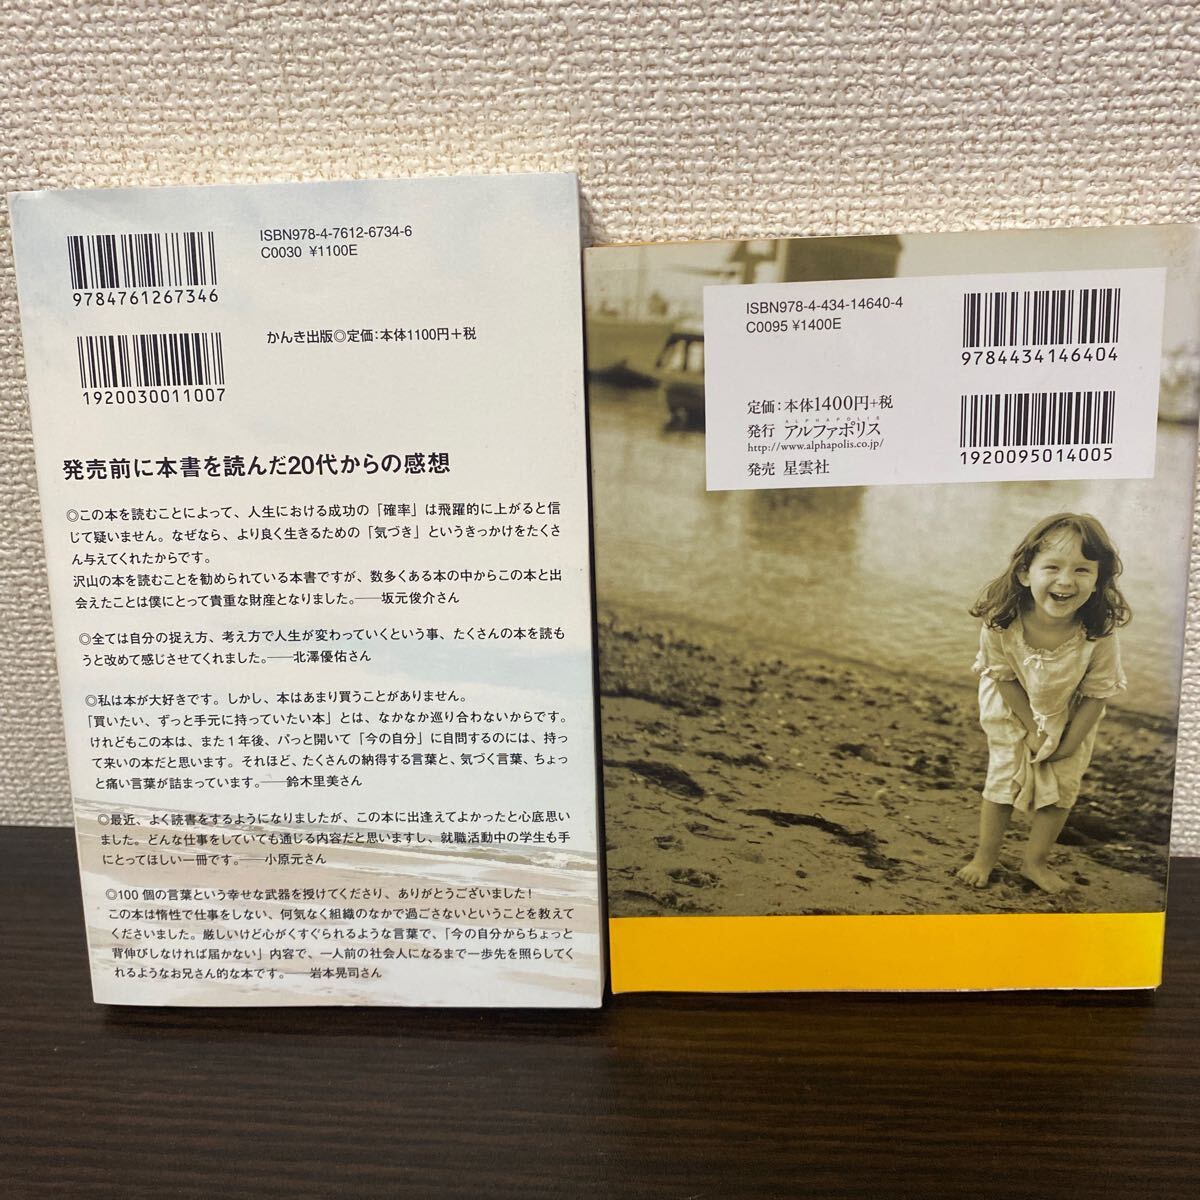 ISBN978-4-7612-6734-6
C0030 ¥1100E
9784761267346
かんき出版◎定価:本体1100円+税
1920030011007
発売前に本書を読んだ20代からの感想
◎この本を読むことによって、人生における成功の「確率」は飛躍的に上がると信
じて疑いません。なぜなら、より良く生きるための「気づき」というきっかけをたくさ
ん与えてくれたからです。
沢山の本を読むことを勧められている本書ですが、数多くある本の中からこの本と出
会えたことは僕にとって貴重な財産となりました。――坂元俊介さん
◎全ては自分の捉え方、考え方で人生が変わっていくという事、たくさんの本を読も
うと改めて感じさせてくれました。――北澤優佑さん
◎私は本が大好きです。しかし、本はあまり買うことがありません。
「買いたい、ずっと手元に持っていたい本」とは、なかなか巡り合わないからです。
けれどもこの本は、また1年後、パっと開いて「今の自分」に自問するのには、持っ
て来いの本だと思います。それほど、たくさんの納得する言葉と、気づく言葉、ちょっ
と痛い言葉が詰まっています。――鈴木里美さん
◎最近、よく読書をするようになりましたが、この本に出逢えてよかったと心底思い
ました。どんな仕事をしていても通じる内容だと思いますし、就職活動中の学生も手
にとってほしい一冊です。――小原元さん
◎100個の言葉という幸せな武器を授けてくださり、ありがとうございました!
この本は惰性で仕事をしない、何気なく組織のなかで過ごさないということを教えて
くださいました。厳しいけど心がくすぐられるような言葉で、「今の自分からちょっと
背伸びしなければ届かない」内容で、一人前の社会人になるまで一歩先を照らしてく
れるようなお兄さん的な本です。――岩本晃司さん
ISBN978-4-434-14640-4
C0095 ¥1400E
9784434146404
定価:本体1400円+税
ALPHAPOLIS
発行 アルファポリス
http://www.alphapolis.co.jp/
発売 星雲社
1920095014005